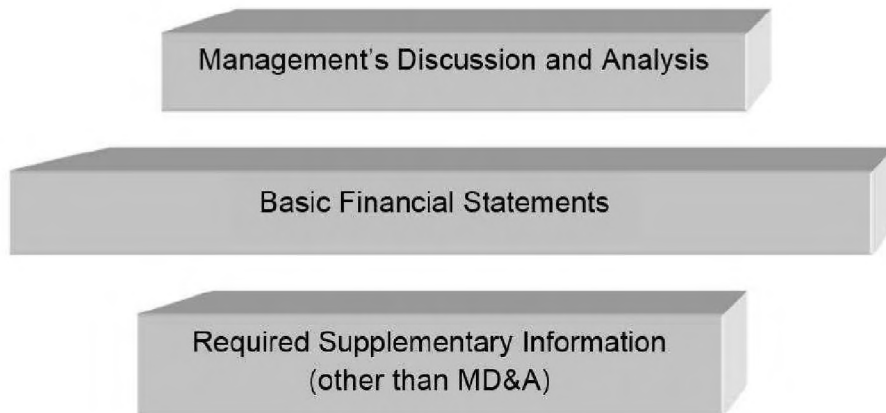 Management's Discussion and Analysis
Basic Financial Statements
Required Supplementary Information
(other than MD&A)